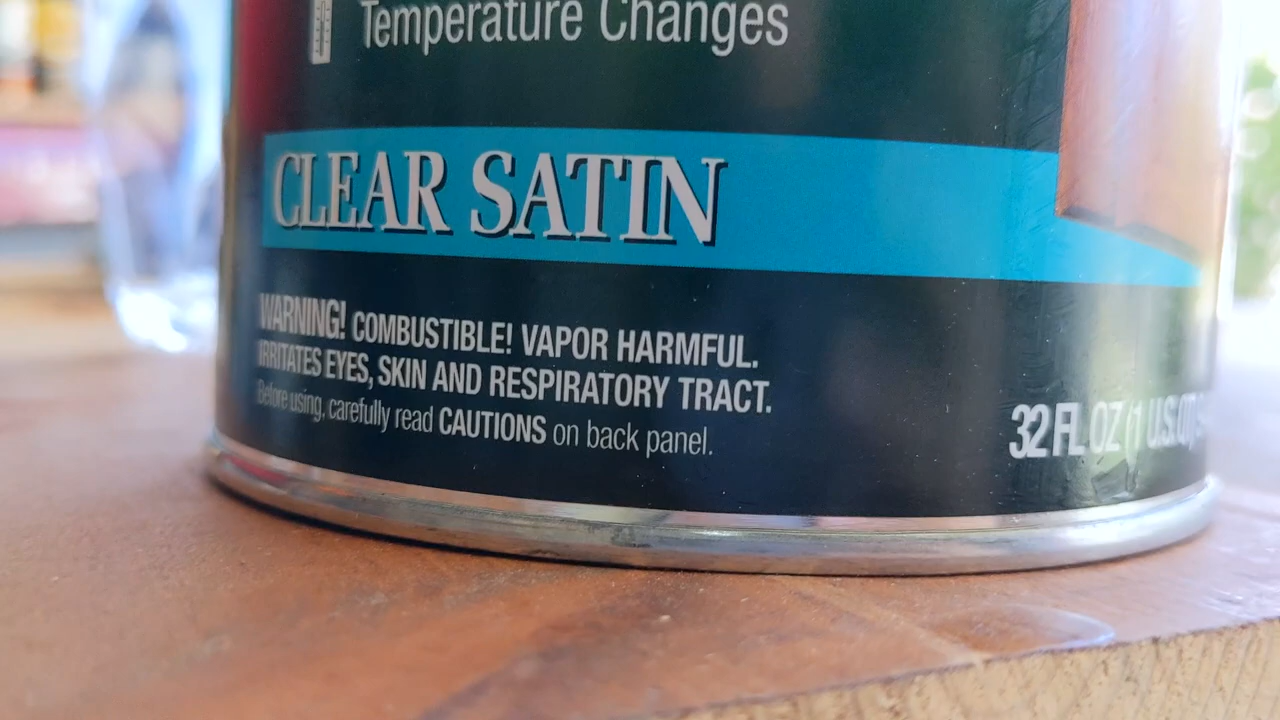 Temperature Changes
CLEAR SATIN
WARNING! COMBUSTIBLE! VAPOR HARMFUL.
IRRITATES EYES, SKIN AND RESPIRATORY TRACT.
Before using, carefully read CAUTIONS on back panel.
32 FL OZ (1 U.S. QT)